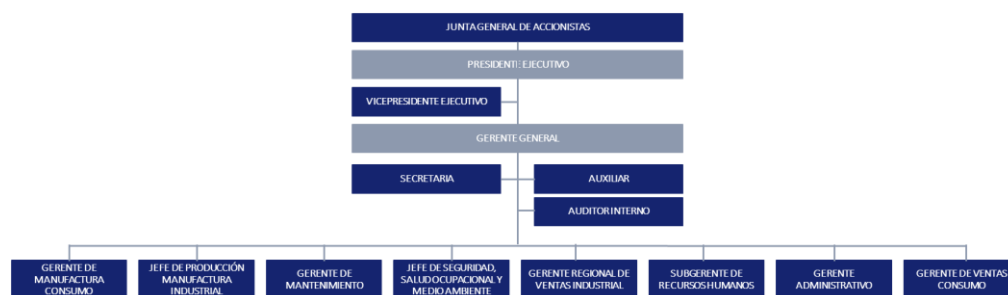 JUNTA GENERAL DE ACCIONISTAS
PRESIDENTE EJECUTIVO
VICEPRESIDENTE EJECUTIVO
GERENTE GENERAL
SECRETARIA
AUXILIAR
AUDITOR INTERNO
GERENTE DE
MANUFACTURA
CONSUMO
JEFE DE PRODUCCIÓN
MANUFACTURA
INDUSTRIAL
GERENTE DE
MANTENIMIENTO
JEFE DE SEGURIDAD,
SALUD OCUPACIONAL Y
MEDIO AMBIENTE
GERENTE REGIONAL DE
VENTAS INDUSTRIAL
SUBGERENTE DE
RECURSOS HUMANOS
GERENTE
ADMINISTRATIVO
GERENTE DE VENTAS
CONSUMO